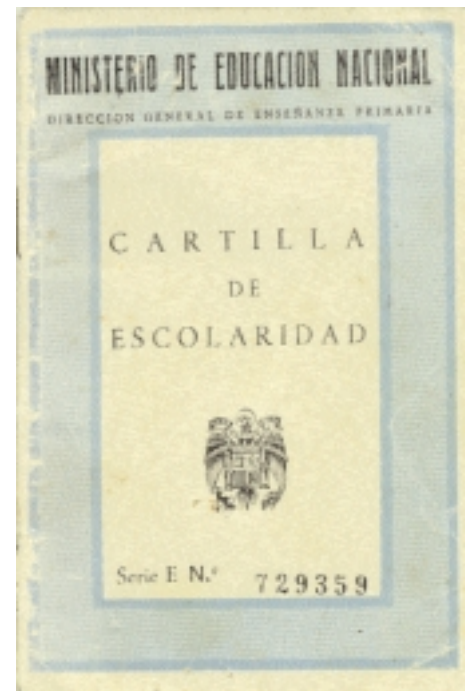 MINISTERIO DE EDUCACION NACIONAL
DIRECCION GENERAL DE ENSEÑANZA PRIMARIA
CARTILLA
DE
ESCOLARIDAD
Serie E N.º 729359